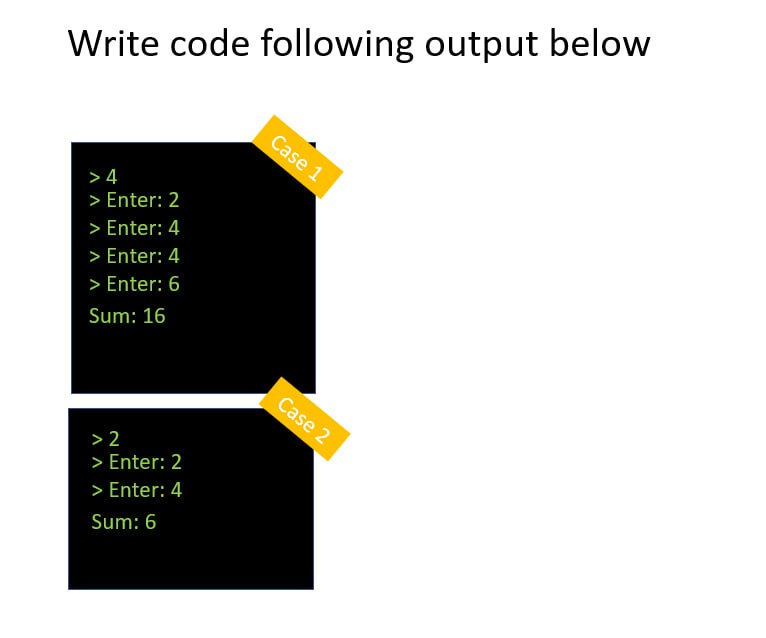 Write code following output below
Case 1
> 4
> Enter: 2
> Enter: 4
> Enter: 4
> Enter: 6
Sum: 16
Case 2
> 2
> Enter: 2
> Enter: 4
Sum: 6